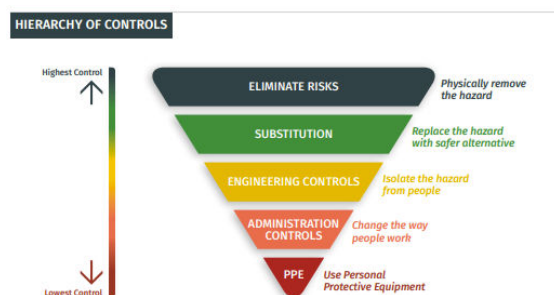 HIERARCHY OF CONTROLS
Highest Control
ELIMINATE RISKS
Physically remove
the hazard
SUBSTITUTION
Replace the hazard
with safer alternative
ENGINEERING CONTROLS
Isolate the hazard
from people
ADMINISTRATION
CONTROLS
Change the way
people work
PPE
Use Personal
Protective Equipment
Lowest Control